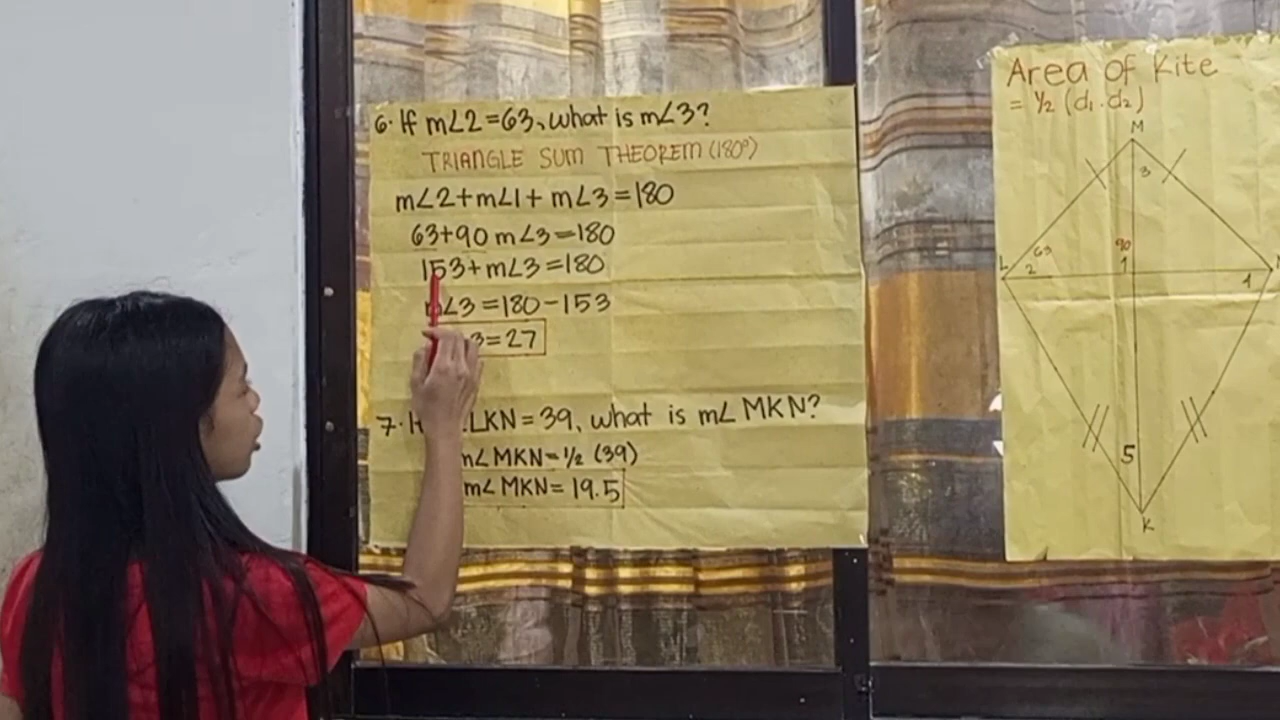 6. If m∠2=63, what is m∠3?
TRIANGLE SUM THEOREM (180°)
m∠2+m∠1+ m∠3=180
63+90 m∠3=180
153+m∠3=180
m∠3=180-153
3=27
7. LKN = 39, what is m∠ MKN?
m∠ MKN= 1/2 (39)
m∠ MKN= 19.5
Area of Kite
= 1/2 (d₁.d₂)
M
3
63
90
L
2
1
1
5
K